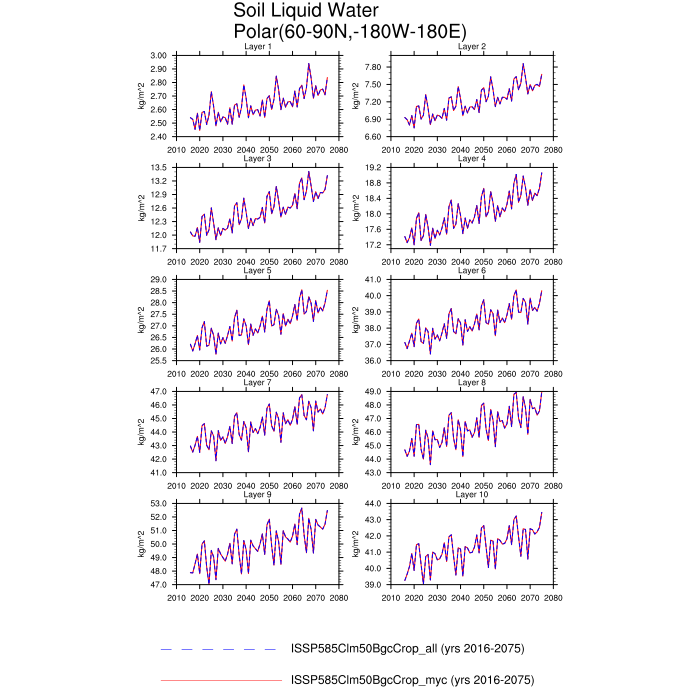 Soil Liquid Water
Polar(60-90N,-180W-180E)
Layer 1
3.00
2.90
2.80
2.70
2.60
2.50
2.40
kg/m^2
2010 2020 2030 2040 2050 2060 2070 2080
Layer 2
7.80
7.50
7.20
6.90
6.60
kg/m^2
2010 2020 2030 2040 2050 2060 2070 2080
Layer 3
13.5
13.2
12.9
12.6
12.3
12.0
11.7
kg/m^2
2010 2020 2030 2040 2050 2060 2070 2080
Layer 4
19.2
18.8
18.4
18.0
17.6
17.2
kg/m^2
2010 2020 2030 2040 2050 2060 2070 2080
Layer 5
29.0
28.5
28.0
27.5
27.0
26.5
26.0
25.5
kg/m^2
2010 2020 2030 2040 2050 2060 2070 2080
Layer 6
41.0
40.0
39.0
38.0
37.0
36.0
kg/m^2
2010 2020 2030 2040 2050 2060 2070 2080
Layer 7
47.0
46.0
45.0
44.0
43.0
42.0
41.0
kg/m^2
2010 2020 2030 2040 2050 2060 2070 2080
Layer 8
49.0
48.0
47.0
46.0
45.0
44.0
43.0
kg/m^2
2010 2020 2030 2040 2050 2060 2070 2080
Layer 9
53.0
52.0
51.0
50.0
49.0
48.0
47.0
kg/m^2
2010 2020 2030 2040 2050 2060 2070 2080
Layer 10
44.0
43.0
42.0
41.0
40.0
39.0
kg/m^2
2010 2020 2030 2040 2050 2060 2070 2080
ISSP585Clm50BgcCrop_all (yrs 2016-2075)
ISSP585Clm50BgcCrop_myc (yrs 2016-2075)